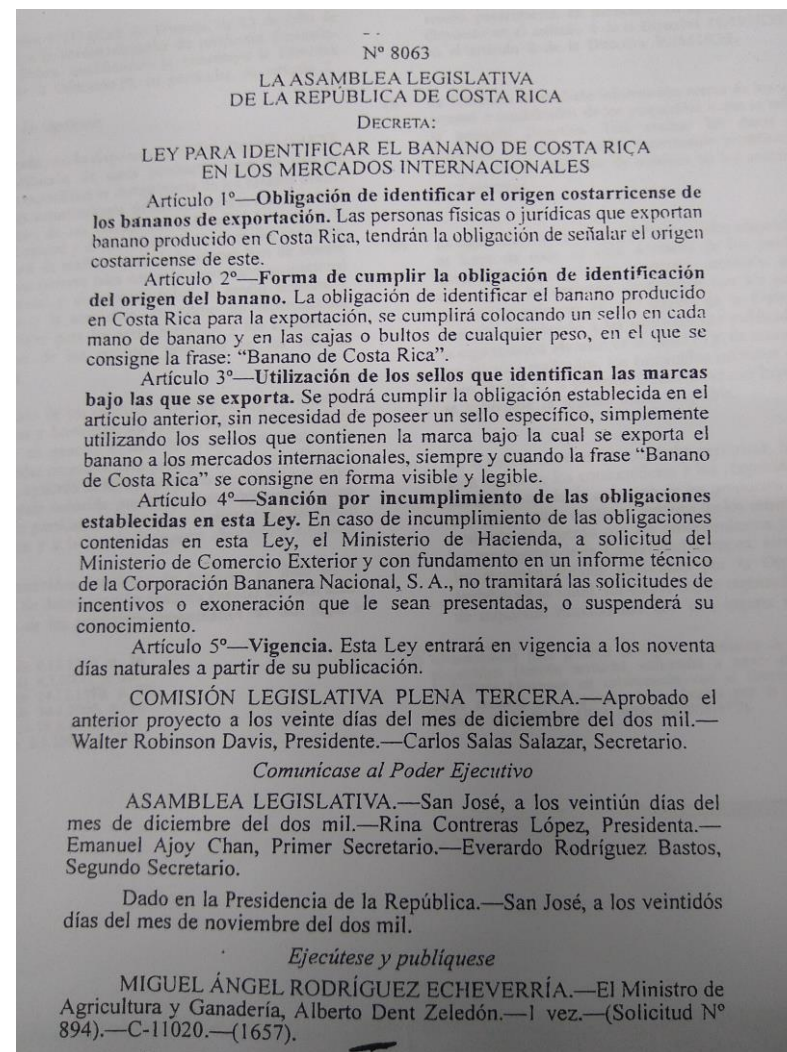 Nº 8063
LA ASAMBLEA LEGISLATIVA
DE LA REPÚBLICA DE COSTA RICA
DECRETA:
LEY PARA IDENTIFICAR EL BANANO DE COSTA RICA
EN LOS MERCADOS INTERNACIONALES
Artículo 1º—Obligación de identificar el origen costarricense de
los bananos de exportación. Las personas físicas o jurídicas que exportan
banano producido en Costa Rica, tendrán la obligación de señalar el origen
costarricense de este.
Artículo 2º—Forma de cumplir la obligación de identificación
del origen del banano. La obligación de identificar el banano producido
en Costa Rica para la exportación, se cumplirá colocando un sello en cada
mano de banano y en las cajas o bultos de cualquier peso, en el que se
consigne la frase: “Banano de Costa Rica”.
Artículo 3º—Utilización de los sellos que identifican las marcas
bajo las que se exporta. Se podrá cumplir la obligación establecida en el
artículo anterior, sin necesidad de poseer un sello específico, simplemente
utilizando los sellos que contienen la marca bajo la cual se exporta el
banano a los mercados internacionales, siempre y cuando la frase “Banano
de Costa Rica” se consigne en forma visible y legible.
Artículo 4º—Sanción por incumplimiento de las obligaciones
establecidas en esta Ley. En caso de incumplimiento de las obligaciones
contenidas en esta Ley, el Ministerio de Hacienda, a solicitud del
Ministerio de Comercio Exterior y con fundamento en un informe técnico
de la Corporación Bananera Nacional, S. A., no tramitará las solicitudes de
incentivos o exoneración que le sean presentadas, o suspenderá su
conocimiento.
Artículo 5º—Vigencia. Esta Ley entrará en vigencia a los noventa
días naturales a partir de su publicación.
COMISIÓN LEGISLATIVA PLENA TERCERA.—Aprobado el
anterior proyecto a los veinte días del mes de diciembre del dos mil.—
Walter Robinson Davis, Presidente.—Carlos Salas Salazar, Secretario.
Comunícase al Poder Ejecutivo
ASAMBLEA LEGISLATIVA.—San José, a los veintiún días del
mes de diciembre del dos mil.—Rina Contreras López, Presidenta.—
Emanuel Ajoy Chan, Primer Secretario.—Everardo Rodríguez Bastos,
Segundo Secretario.
Dado en la Presidencia de la República.—San José, a los veintidós
días del mes de noviembre del dos mil.
Ejecútese y publíquese
MIGUEL ÁNGEL RODRÍGUEZ ECHEVERRÍA.—El Ministro de
Agricultura y Ganadería, Alberto Dent Zeledón.—1 vez.—(Solicitud Nº
894).—C-11020.—(1657).